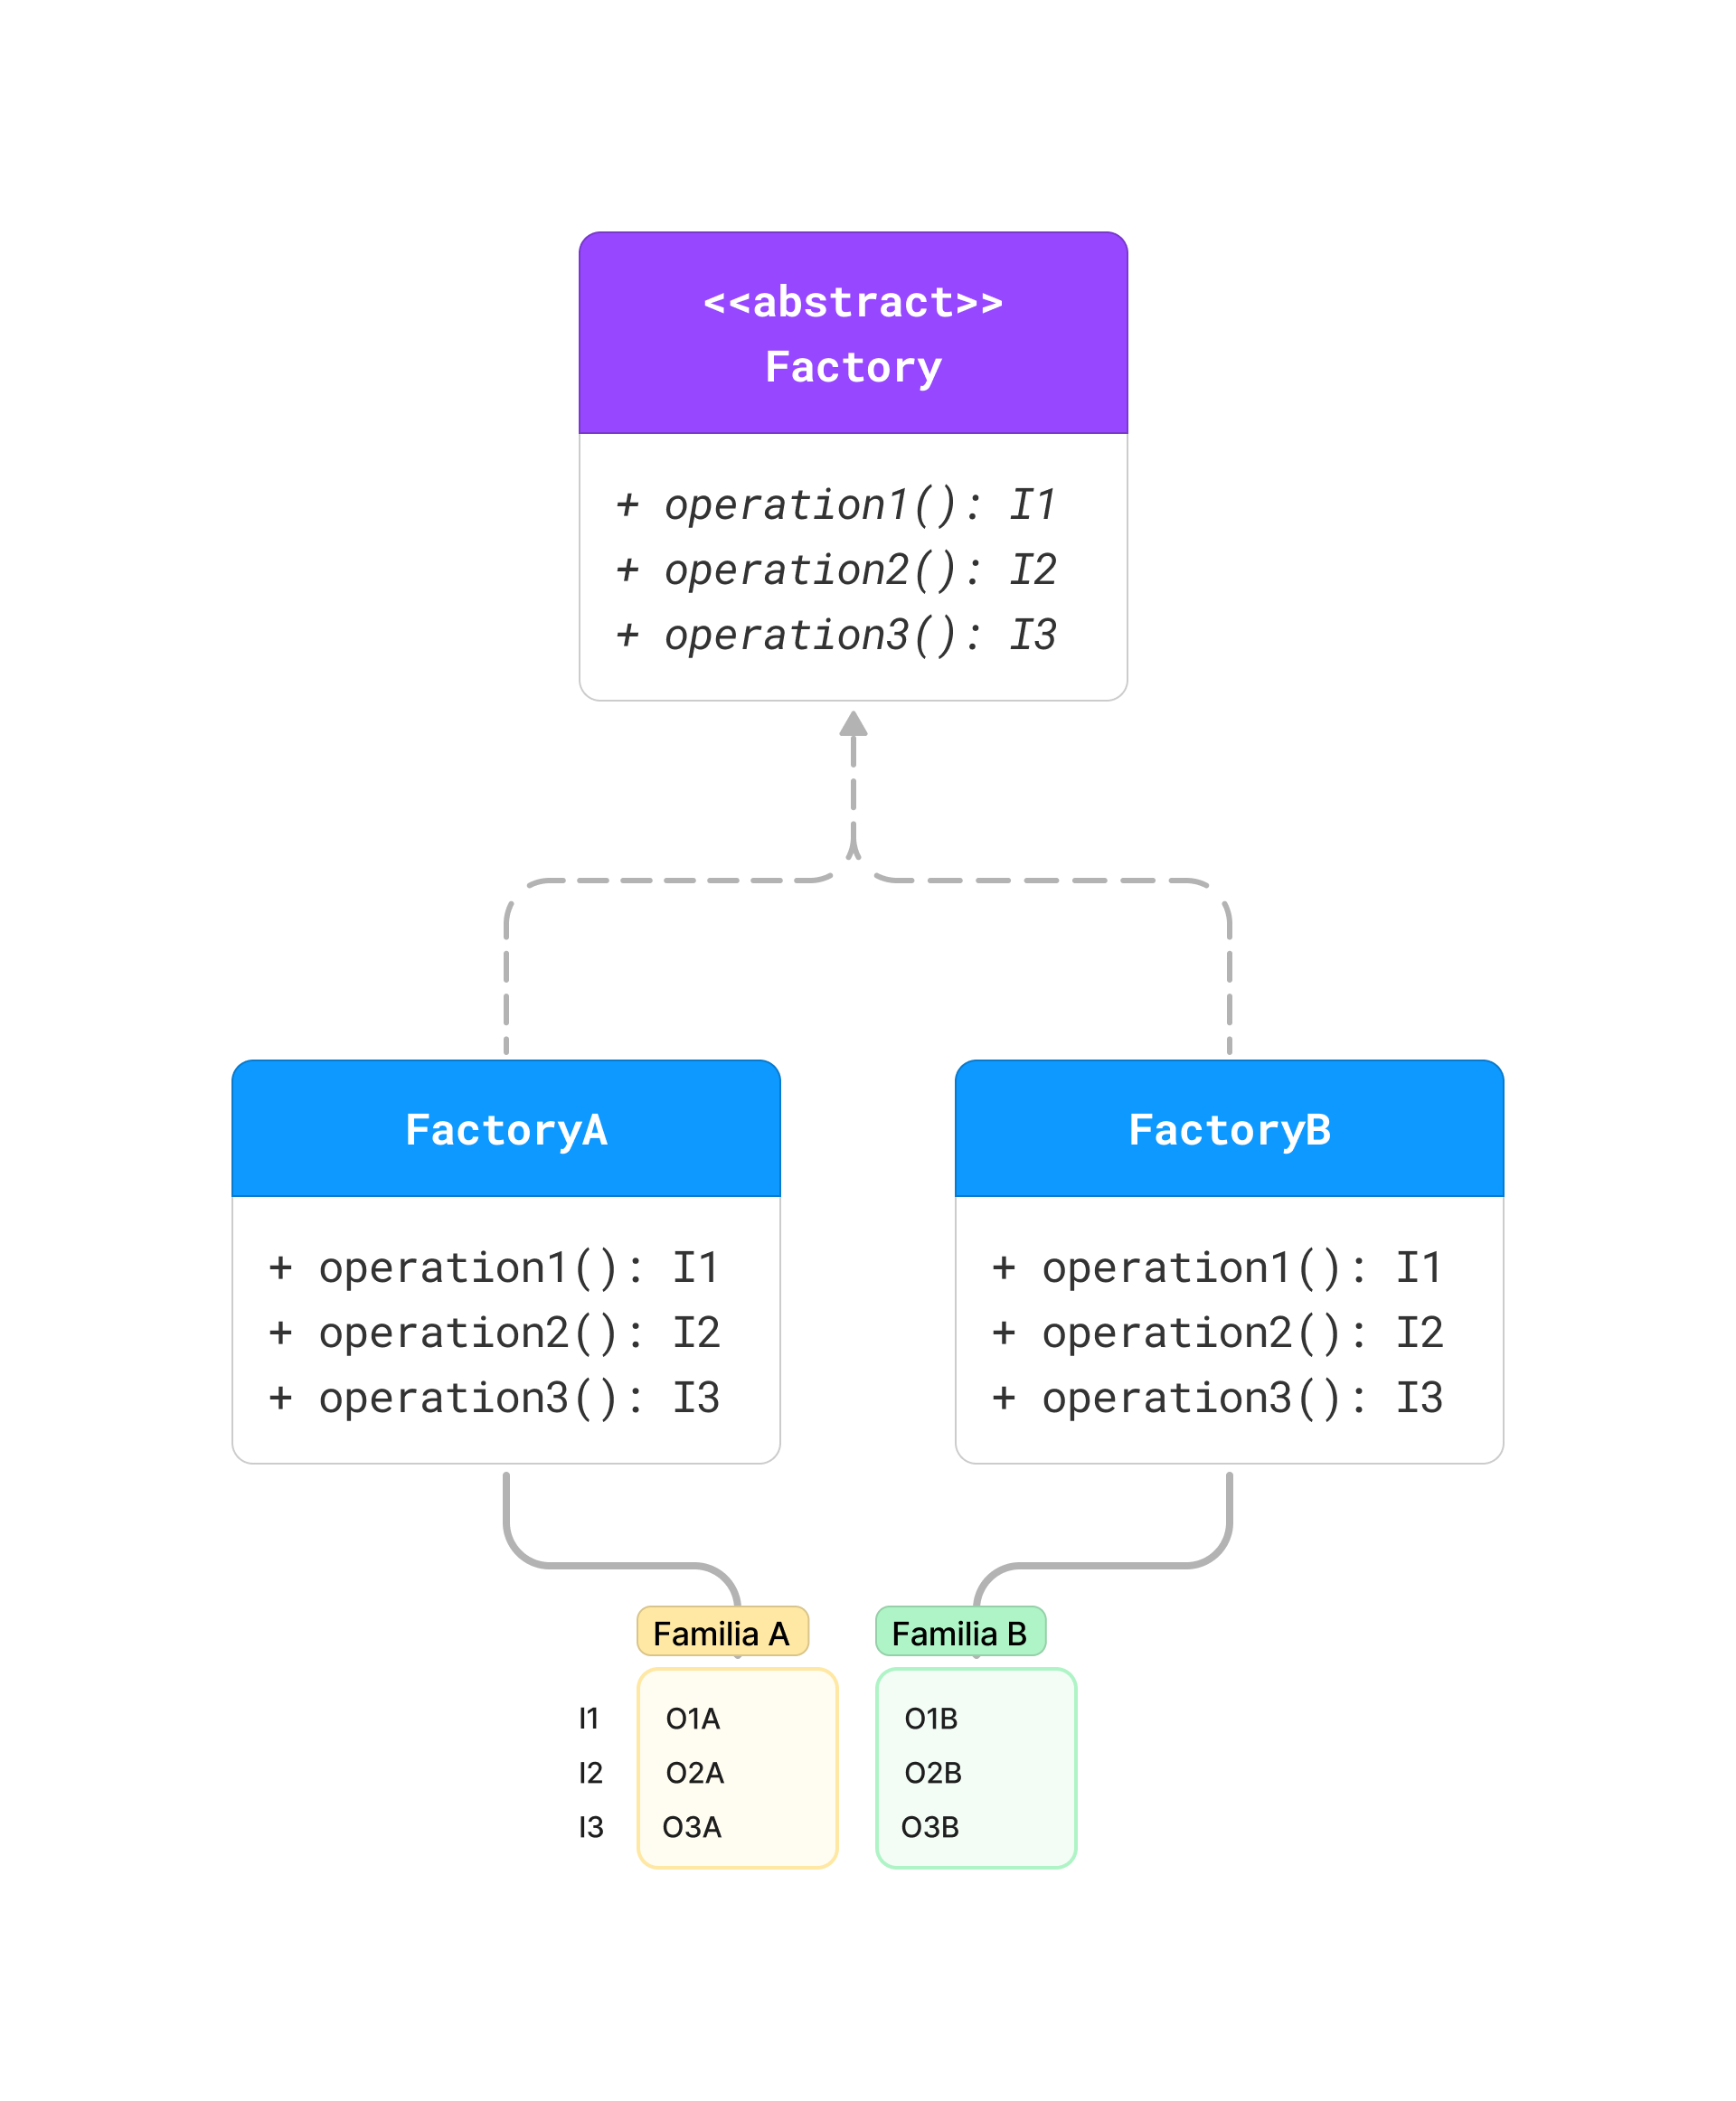 <<abstract>>
Factory
+ operation1(): I1
+ operation2(): I2
+ operation3(): I3
FactoryA
+ operation1(): I1
+ operation2(): I2
+ operation3(): I3
FactoryB
+ operation1(): I1
+ operation2(): I2
+ operation3(): I3
Familia A
Familia B
I1 O1A O1B
I2 O2A O2B
I3 O3A O3B